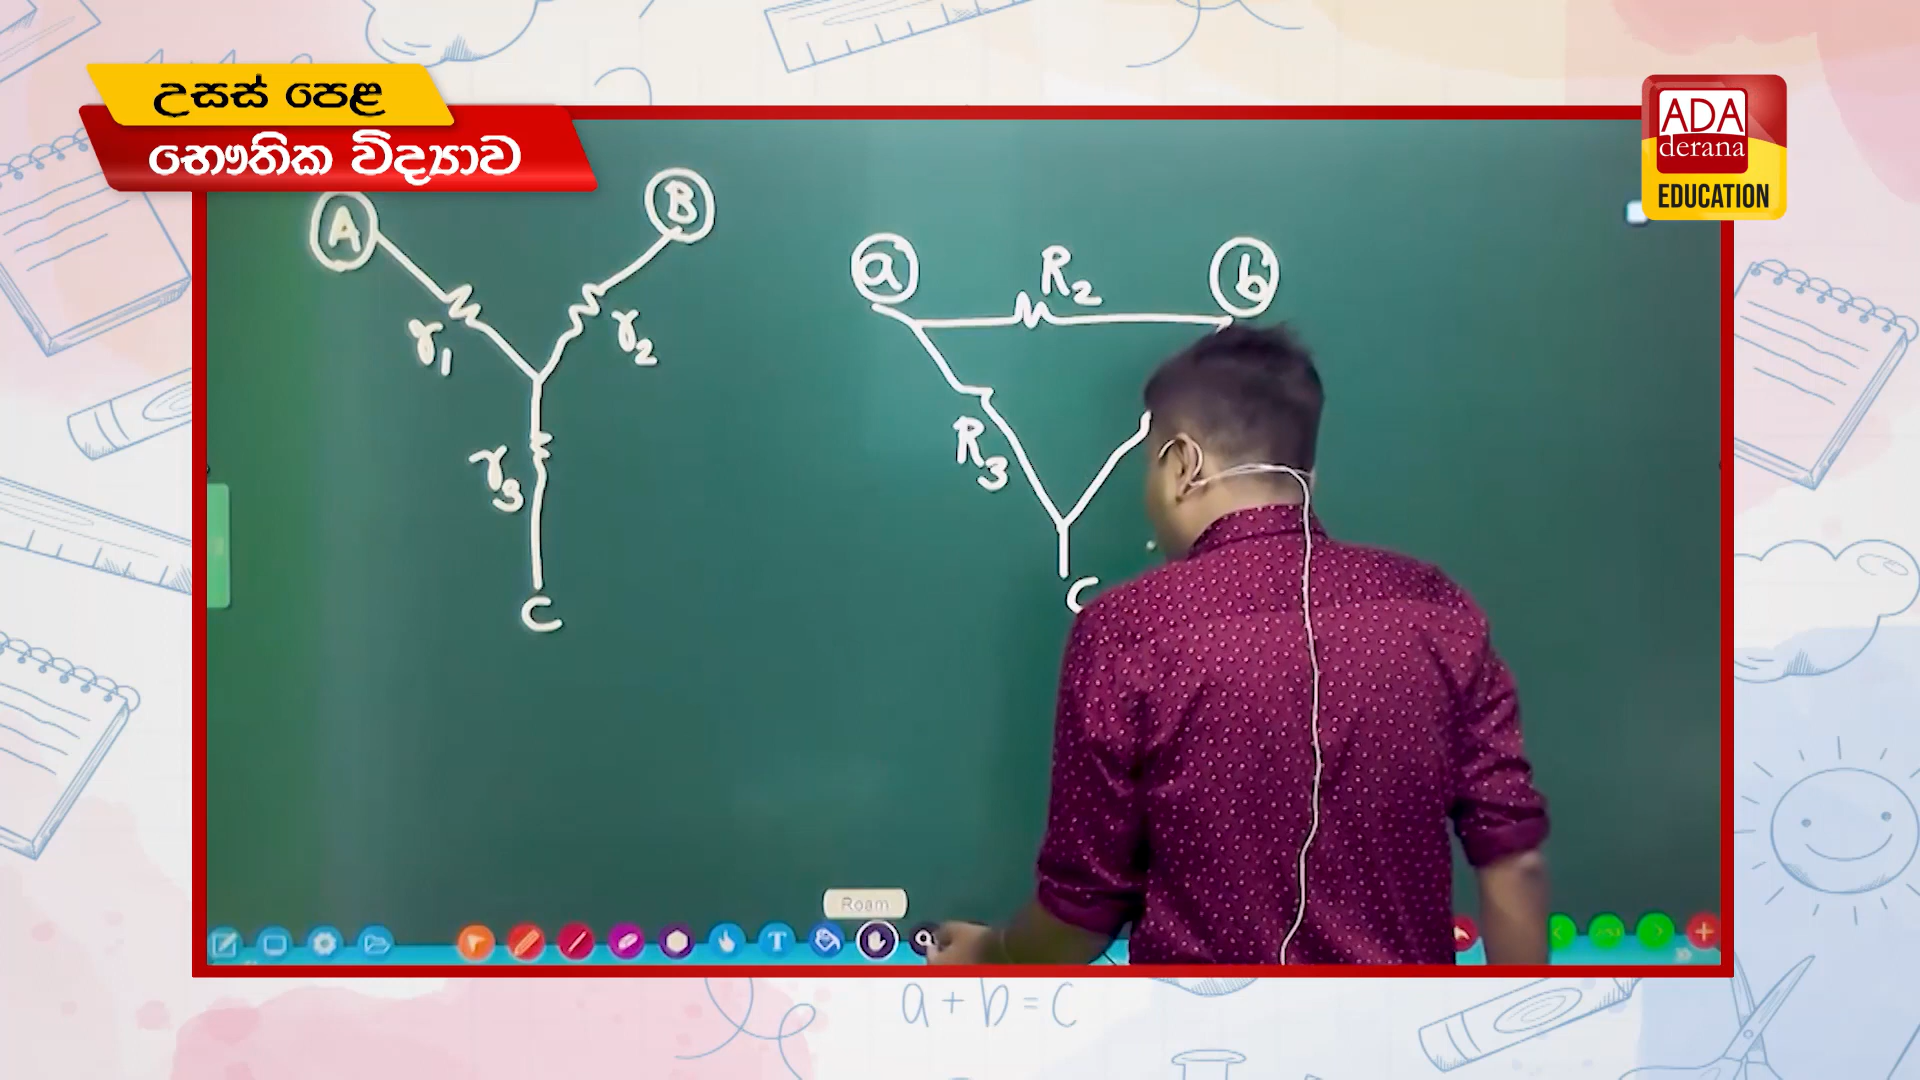 උසස් පෙළ
භෞතික විද්‍යාව
ADA
derana
EDUCATION
A
B
r1
r2
r3
C
a
R2
b
R3
C
Roam
T
a + b = c